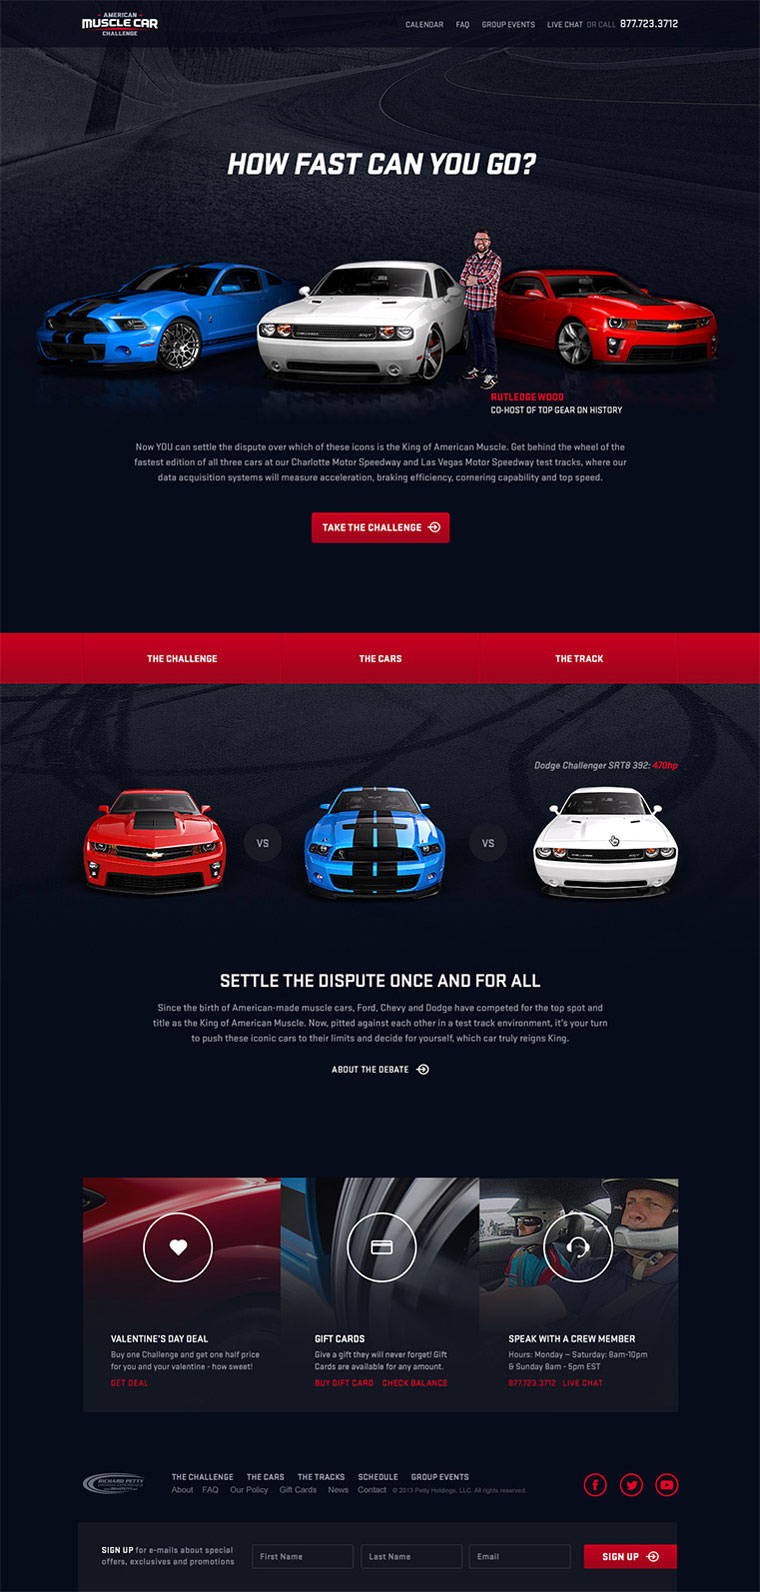 AMERICAN
MUSCLE CAR
CHALLENGE
CALENDAR FAQ GROUP EVENTS LIVE CHAT OR CALL 877.723.3712
HOW FAST CAN YOU GO?
RUTLEDGE WOOD
CO-HOST OF TOP GEAR ON HISTORY
Now YOU can settle the dispute over which of these icons is the King of American Muscle. Get behind the wheel of the
fastest edition of all three cars at our Charlotte Motor Speedway and Las Vegas Motor Speedway test tracks, where our
data acquisition systems will measure acceleration, braking efficiency, cornering capability and top speed.
TAKE THE CHALLENGE
THE CHALLENGE THE CARS THE TRACK
Dodge Challenger SRT8 392: 470hp
VS VS
SETTLE THE DISPUTE ONCE AND FOR ALL
Since the birth of American-made muscle cars, Ford, Chevy and Dodge have competed for the top spot and
title as the King of American Muscle. Now, pitted against each other in a test track environment, it's your turn
to push these iconic cars to their limits and decide for yourself, which car truly reigns King.
ABOUT THE DEBATE
VALENTINE'S DAY DEAL
Buy one Challenge and get one half price
for you and your valentine - how sweet!
GET DEAL
GIFT CARDS
Give a gift they will never forget! Gift
Cards are available for any amount.
BUY GIFT CARD CHECK BALANCE
SPEAK WITH A CREW MEMBER
Hours: Monday – Saturday: 8am-10pm
& Sunday 8am - 5pm EST
877.723.3712 LIVE CHAT
RICHARD PETTY
THE CHALLENGE THE CARS THE TRACKS SCHEDULE GROUP EVENTS
About FAQ Our Policy Gift Cards News Contact © 2013 Petty Holdings, LLC. All rights reserved.
SIGN UP for e-mails about special
offers, exclusives and promotions
First Name Last Name Email SIGN UP